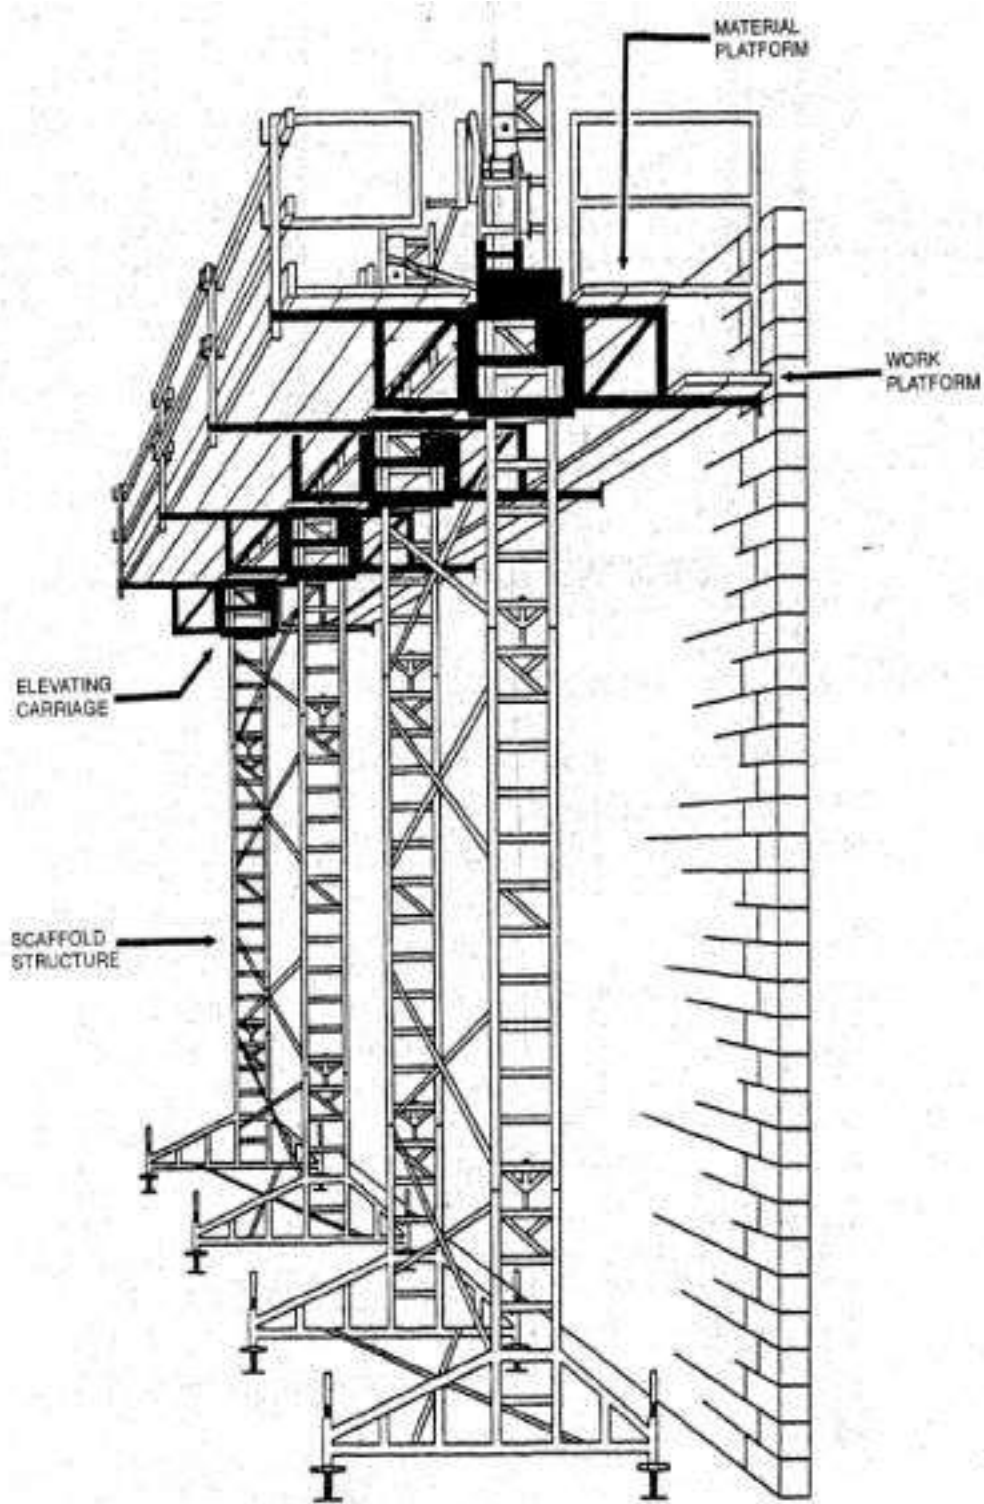 MATERIAL
PLATFORM
WORK
PLATFORM
ELEVATING
CARRIAGE
SCAFFOLD
STRUCTURE